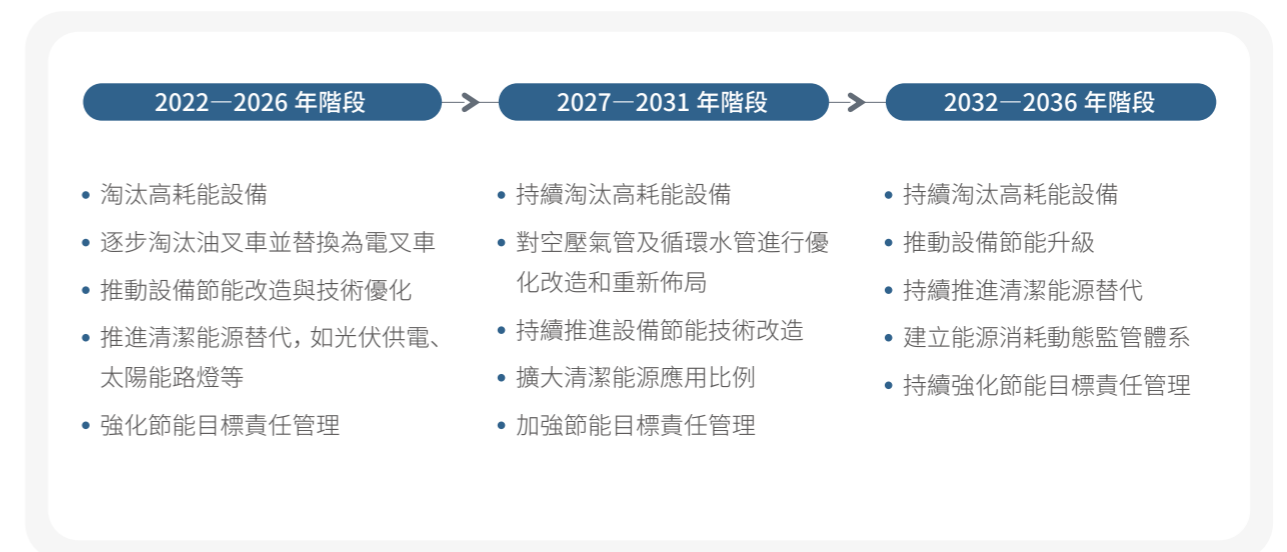 2022—2026 年階段
淘汰高耗能設備
逐步淘汰油叉車並替換為電叉車
推動設備節能改造與技術優化
推進清潔能源替代，如光伏供電、
太陽能路燈等
強化節能目標責任管理
2027—2031 年階段
持續淘汰高耗能設備
對空壓氣管及循環水管進行優
化改造和重新佈局
持續推進設備節能技術改造
擴大清潔能源應用比例
加強節能目標責任管理
2032—2036 年階段
持續淘汰高耗能設備
推動設備節能升級
持續推進清潔能源替代
建立能源消耗動態監管體系
持續強化節能目標責任管理